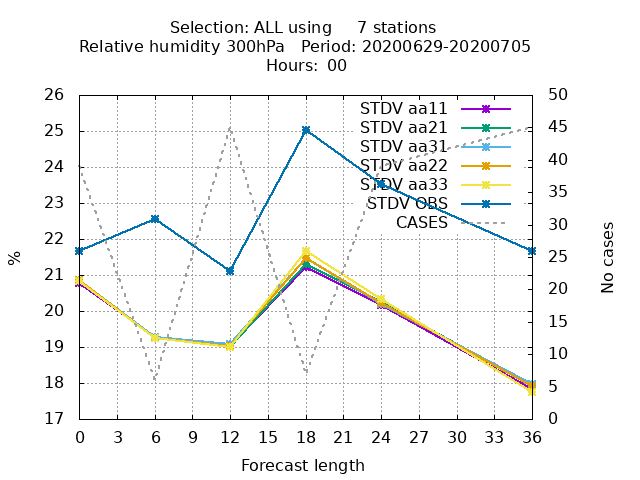 Selection: ALL using     7 stations
Relative humidity 300hPa   Period: 20200629-20200705
Hours: 00
26
25
24
23
22
21
20
19
18
17
%
50
45
40
35
30
25
20
15
10
5
0
No cases
STDV aa11
STDV aa21
STDV aa31
STDV aa22
STDV aa33
STDV OBS
CASES
0 3 6 9 12 15 18 21 24 27 30 33 36
Forecast length